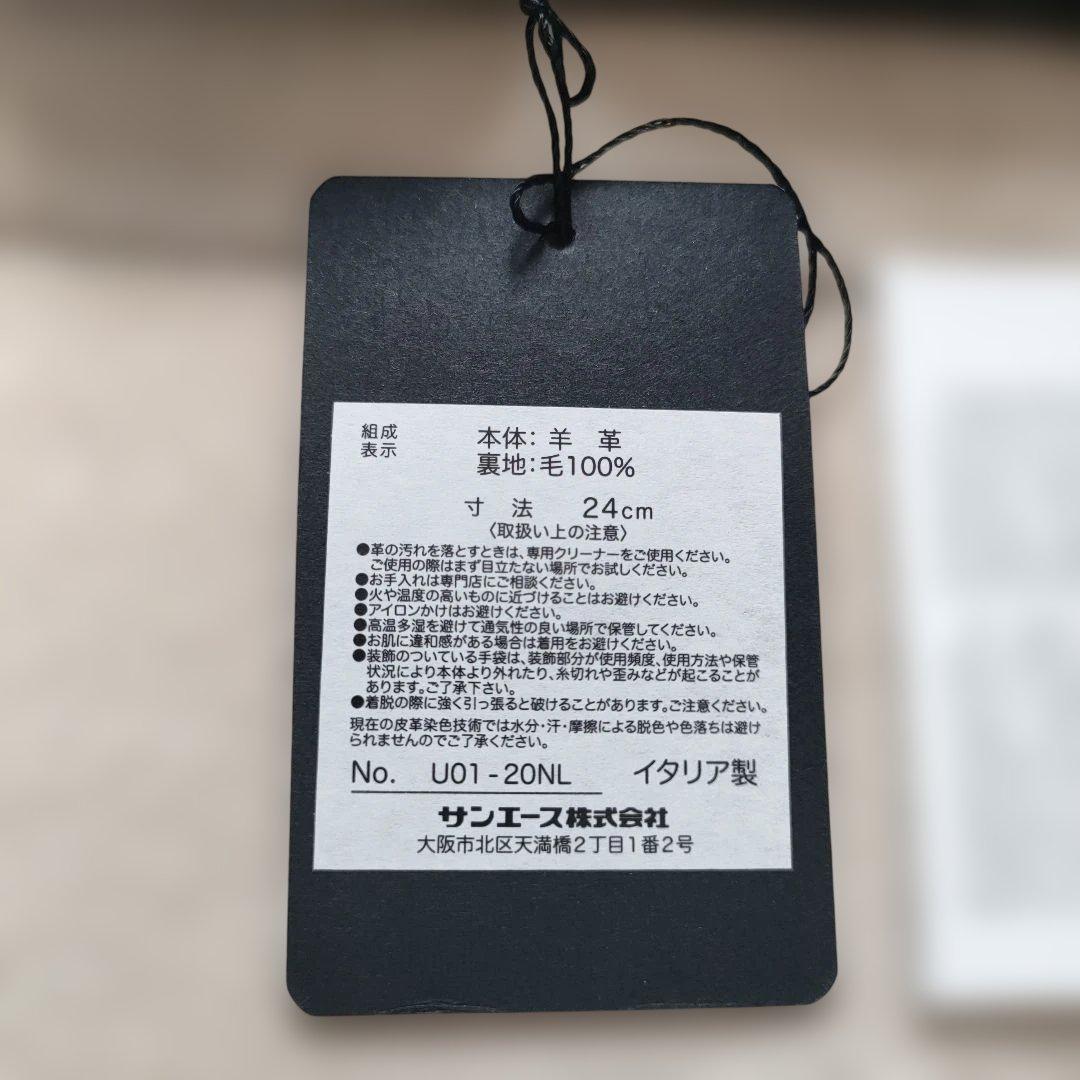 組成
表示
本体：羊　革
裏地：毛100%
寸　法　　24cm
〈取扱い上の注意〉
●革の汚れを落とすときは、専用クリーナーをご使用ください。
ご使用の際はまず目立たない場所でお試しください。
●お手入れは専門店にご相談ください。
●火や温度の高いものに近づけることはお避けください。
●アイロンかけはお避けください。
●高温多湿を避けて通気性の良い場所で保管してください。
●お肌に違和感がある場合は着用をお避けください。
●装飾のついている手袋は、装飾部分が使用頻度、使用方法や保管
状況により本体より外れたり、糸切れや歪みなどが起こることが
あります。ご了承下さい。
●着脱の際に強く引っ張ると破けることがあります。ご注意ください。
現在の皮革染色技術では水分・汗・摩擦による脱色や色落ちは避け
られませんのでご了承ください。
No.　U01-20NL　イタリア製
サンエース株式会社
大阪市北区天満橋2丁目1番2号